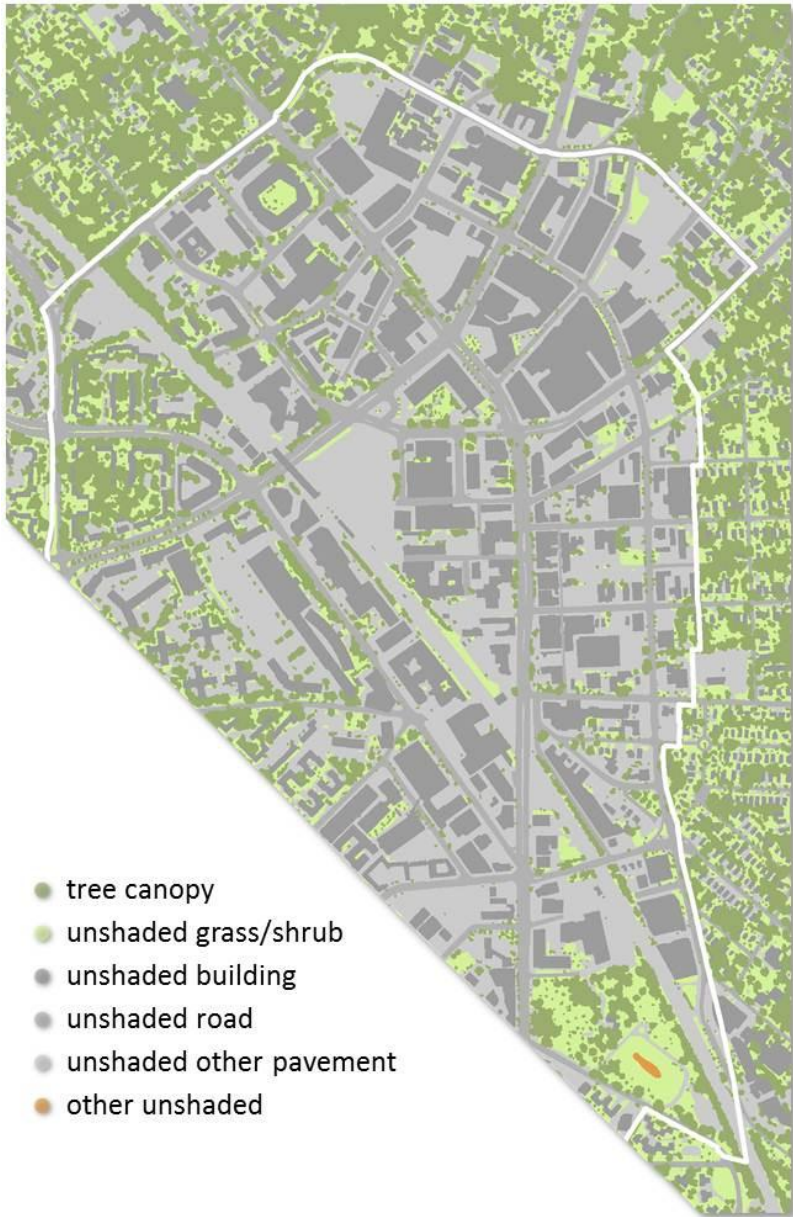 tree canopy
unshaded grass/shrub
unshaded building
unshaded road
unshaded other pavement
other unshaded